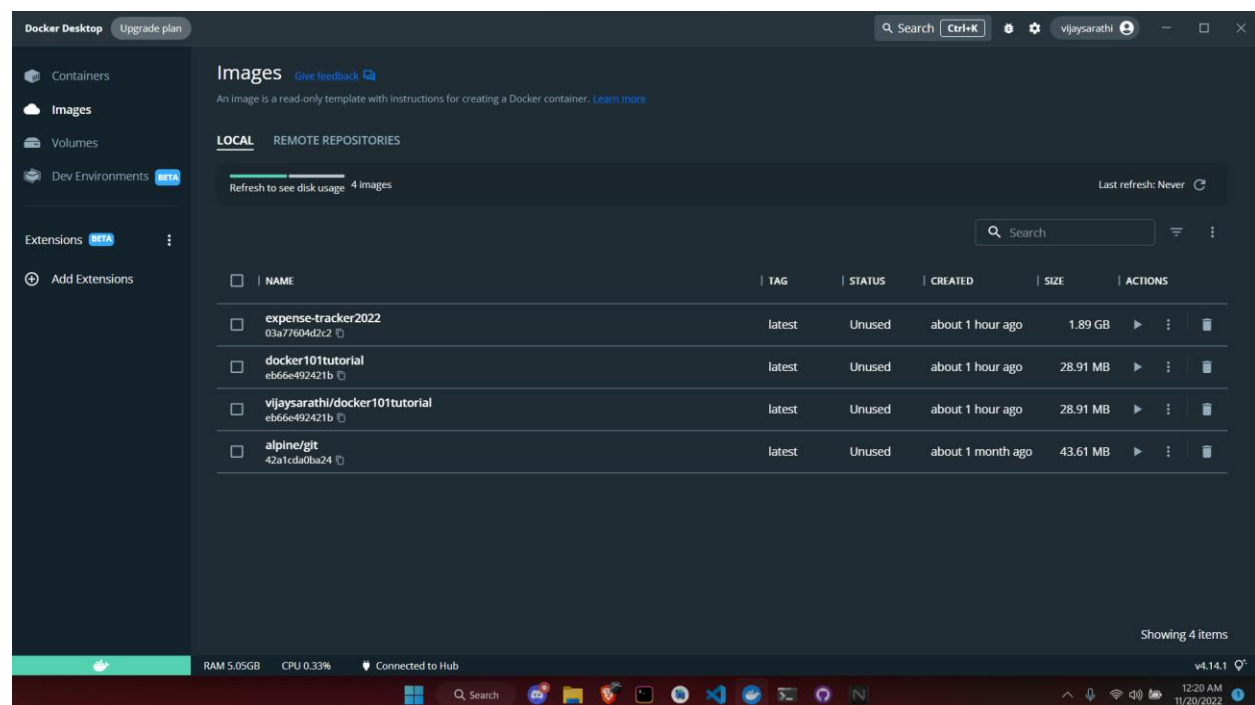 Docker Desktop Upgrade plan Search Ctrl+K vijaysarathi
Containers
Images
Volumes
Dev Environments BETA
Extensions BETA
Add Extensions
Images Give feedback
An image is a read-only template with instructions for creating a Docker container. Learn more
LOCAL REMOTE REPOSITORIES
Refresh to see disk usage 4 images Last refresh: Never
Search
NAME TAG STATUS CREATED SIZE ACTIONS
expense-tracker2022 latest Unused about 1 hour ago 1.89 GB
03a77604d2c2
docker101tutorial latest Unused about 1 hour ago 28.91 MB
eb66e492421b
vijaysarathi/docker101tutorial latest Unused about 1 hour ago 28.91 MB
eb66e492421b
alpine/git latest Unused about 1 month ago 43.61 MB
42a1cda0ba24
Showing 4 items
RAM 5.05GB CPU 0.33% Connected to Hub v4.14.1
Search 12:20 AM
11/20/2022 1